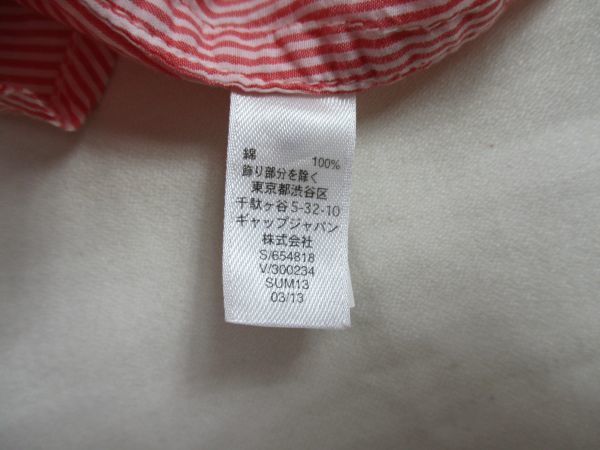 綿 100%
飾り部分を除く
東京都渋谷区
千駄ヶ谷5-32-10
ギャップジャパン
株式会社
S/654818
V/300234
SUM13
03/13